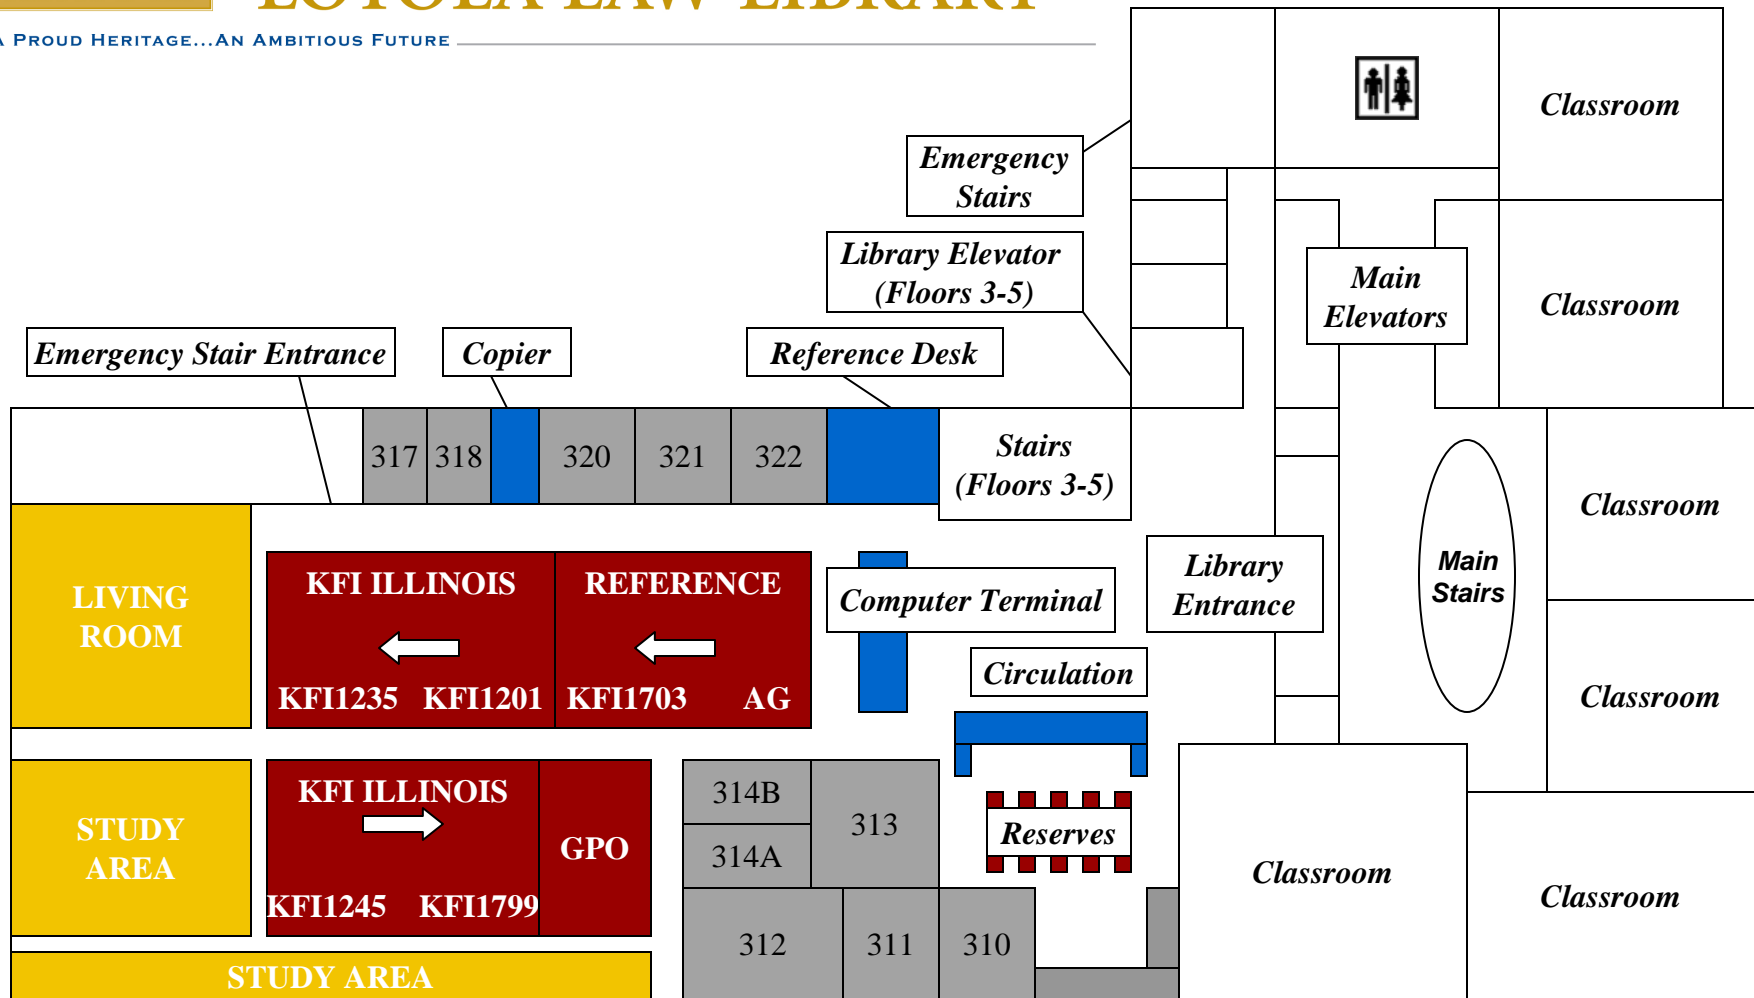 LOYOLA LAW LIBRARY
A PROUD HERITAGE...AN AMBITIOUS FUTURE
Classroom
Emergency
Stairs
Library Elevator
(Floors 3-5)
Main
Elevators
Classroom
Emergency Stair Entrance
Copier
Reference Desk
317
318
320
321
322
Stairs
(Floors 3-5)
Classroom
LIVING
ROOM
KFI ILLINOIS
REFERENCE
KFI1235
KFI1201
KFI1703
AG
Computer Terminal
Library
Entrance
Main
Stairs
Circulation
Classroom
STUDY
AREA
KFI ILLINOIS
KFI1245
KFI1799
GPO
314B
314A
313
Reserves
Classroom
Classroom
312
311
310
STUDY AREA